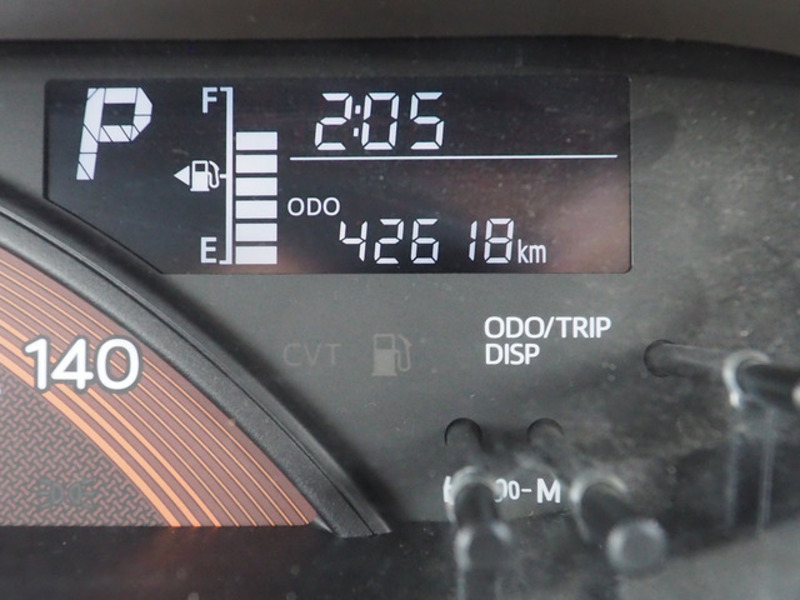 P
F
2:05
ODO
42618km
E
ODO/TRIP
DISP
CVT
140
M